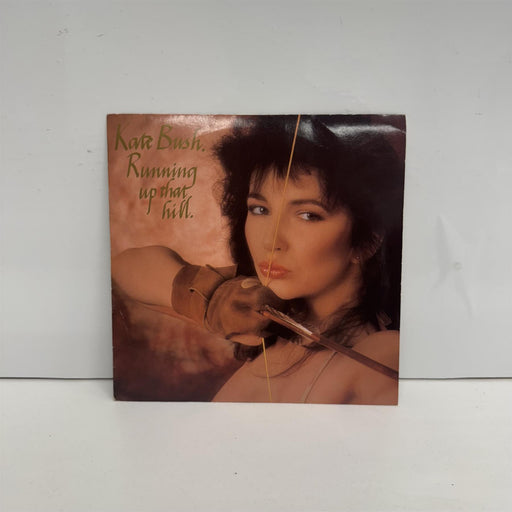 Kate Bush.
Running
up that
hill.